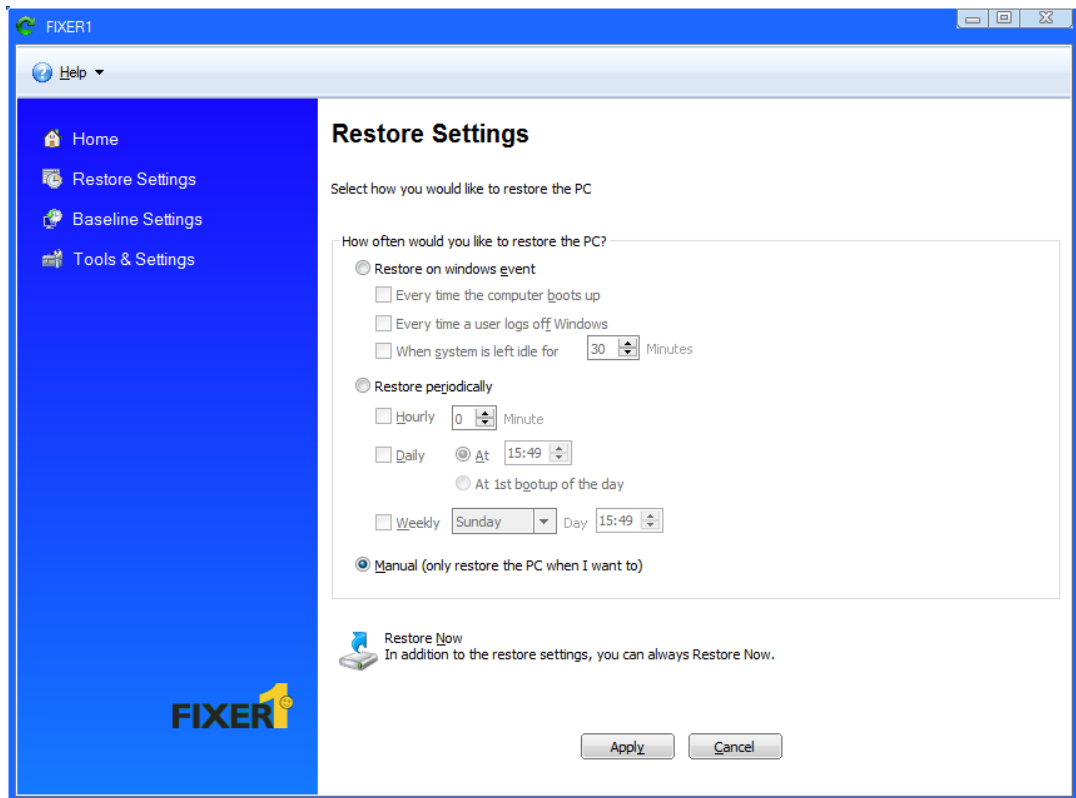 FIXER1
Help
Home
Restore Settings
Baseline Settings
Tools & Settings
Restore Settings
Select how you would like to restore the PC
How often would you like to restore the PC?
Restore on windows event
Every time the computer boots up
Every time a user logs off Windows
When system is left idle for 30 Minutes
Restore periodically
Hourly 0 Minute
Daily At 15:49
At 1st bootup of the day
Weekly Sunday Day 15:49
Manual (only restore the PC when I want to)
Restore Now
In addition to the restore settings, you can always Restore Now.
FIXER1
Apply Cancel